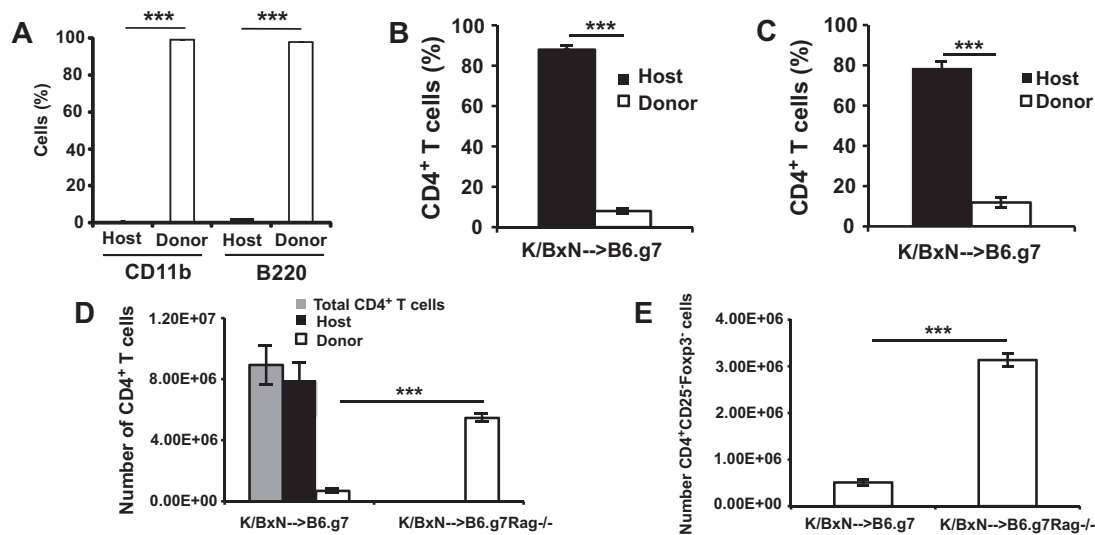 A
***
***
Cells (%)
100
80
60
40
20
0
Host
Donor
Host
Donor
CD11b
B220
B
***
CD4+ T cells (%)
100
80
60
40
20
0
Host
Donor
K/BxN-->B6.g7
C
***
CD4+ T cells (%)
100
80
60
40
20
0
Host
Donor
K/BxN-->B6.g7
D
Total CD4+ T cells
Host
Donor
Number of CD4+ T cells
1.20E+07
8.00E+06
4.00E+06
0.00E+00
***
K/BxN-->B6.g7
K/BxN-->B6.g7Rag-/-
E
Number CD4+CD25-Foxp3- cells
4.00E+06
3.00E+06
2.00E+06
1.00E+06
0.00E+00
***
K/BxN-->B6.g7
K/BxN-->B6.g7Rag-/-